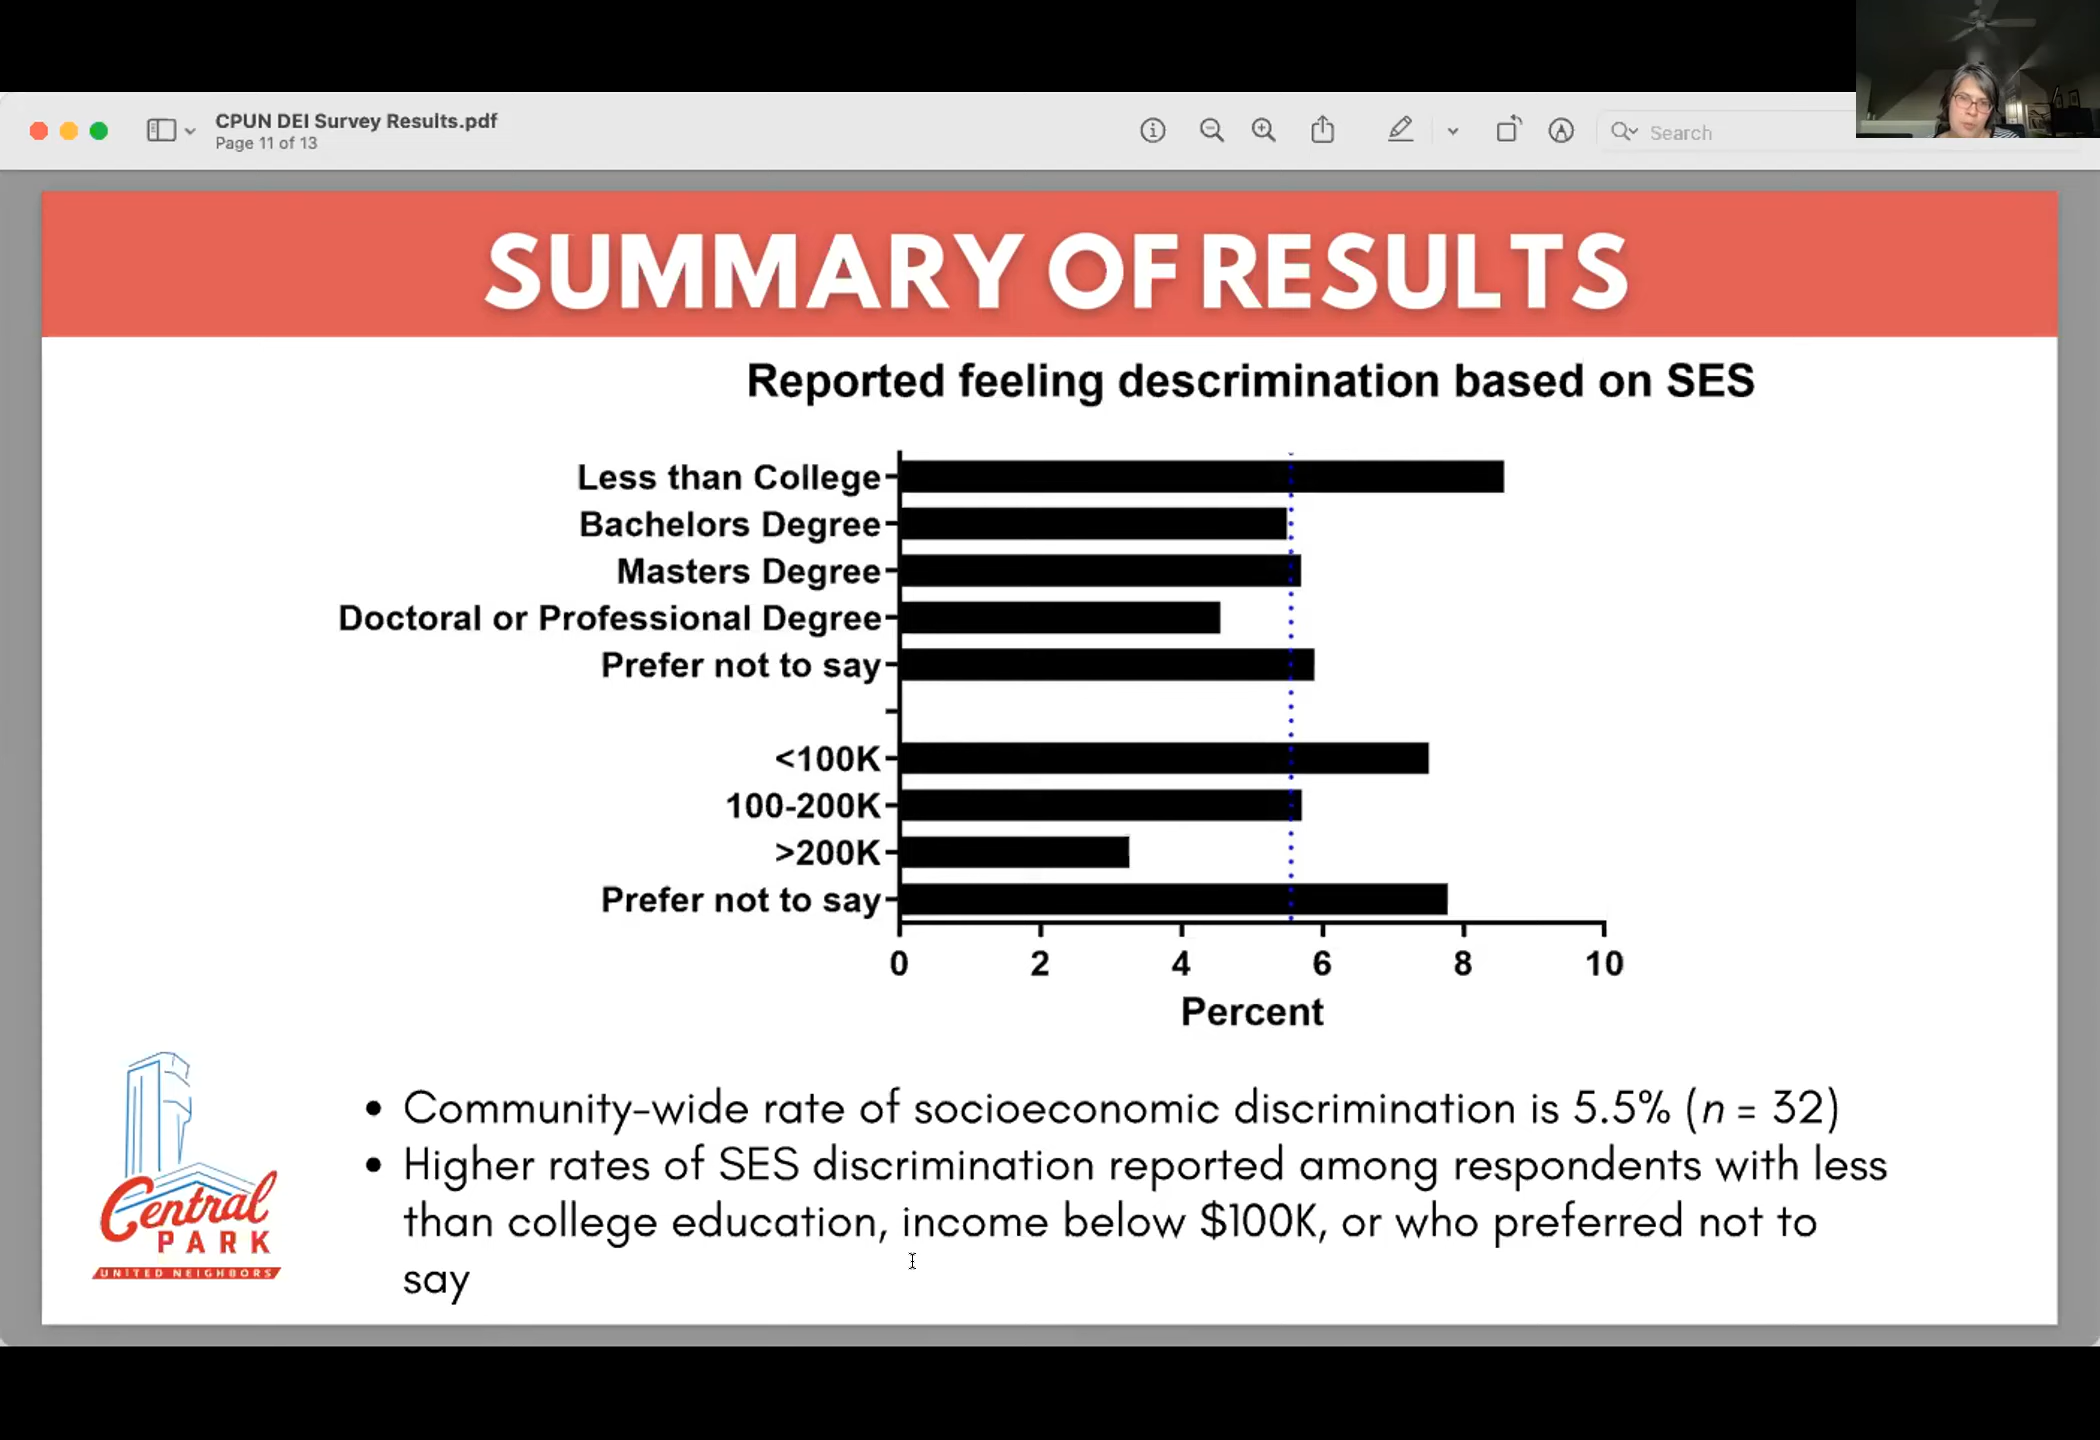 CPUN DEI Survey Results.pdf
Page 11 of 13
Search
SUMMARY OF RESULTS
Reported feeling descrimination based on SES
Less than College
Bachelors Degree
Masters Degree
Doctoral or Professional Degree
Prefer not to say
<100K
100-200K
>200K
Prefer not to say
0 2 4 6 8 10
Percent
• Community-wide rate of socioeconomic discrimination is 5.5% (n = 32)
• Higher rates of SES discrimination reported among respondents with less
than college education, income below $100K, or who preferred not to
say
Central
PARK
UNITED NEIGHBORS